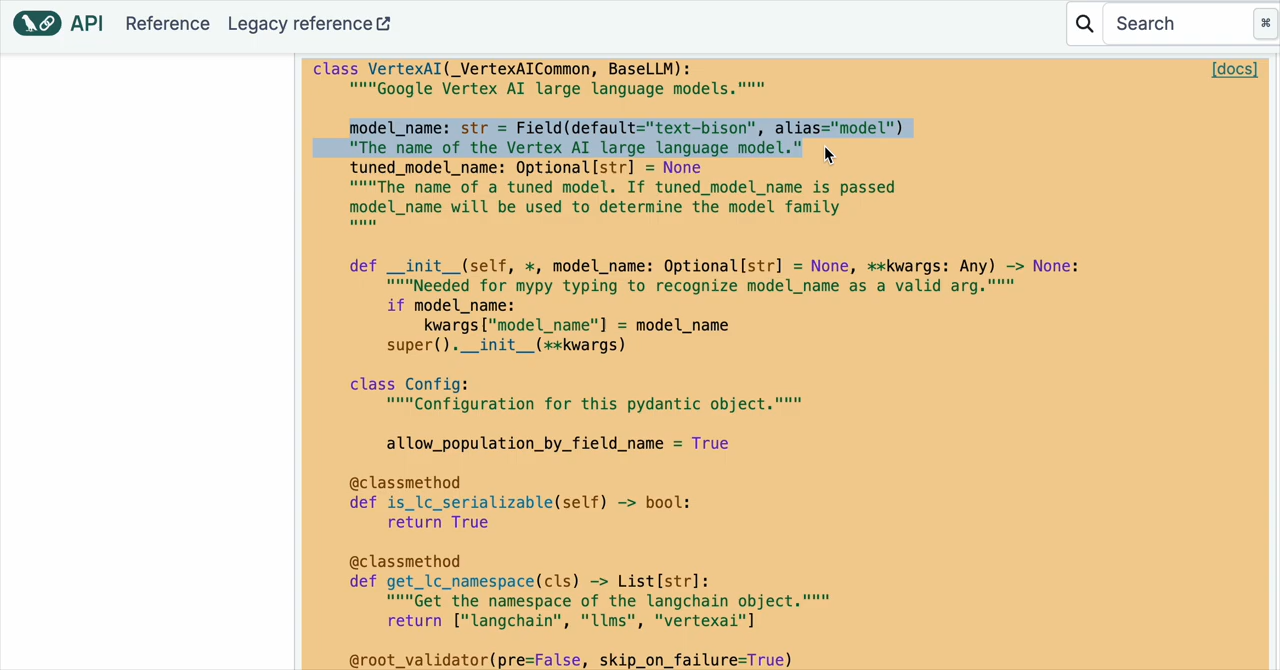 API Reference Legacy reference Search ⌘
class VertexAI(_VertexAICommon, BaseLLM): [docs]
"""Google Vertex AI large language models."""
model_name: str = Field(default="text-bison", alias="model")
"The name of the Vertex AI large language model."
tuned_model_name: Optional[str] = None
"""The name of a tuned model. If tuned_model_name is passed
model_name will be used to determine the model family
"""
def __init__(self, *, model_name: Optional[str] = None, **kwargs: Any) -> None:
"""Needed for mypy typing to recognize model_name as a valid arg."""
if model_name:
kwargs["model_name"] = model_name
super().__init__(**kwargs)
class Config:
"""Configuration for this pydantic object."""
allow_population_by_field_name = True
@classmethod
def is_lc_serializable(self) -> bool:
return True
@classmethod
def get_lc_namespace(cls) -> List[str]:
"""Get the namespace of the langchain object."""
return ["langchain", "llms", "vertexai"]
@root_validator(pre=False, skip_on_failure=True)